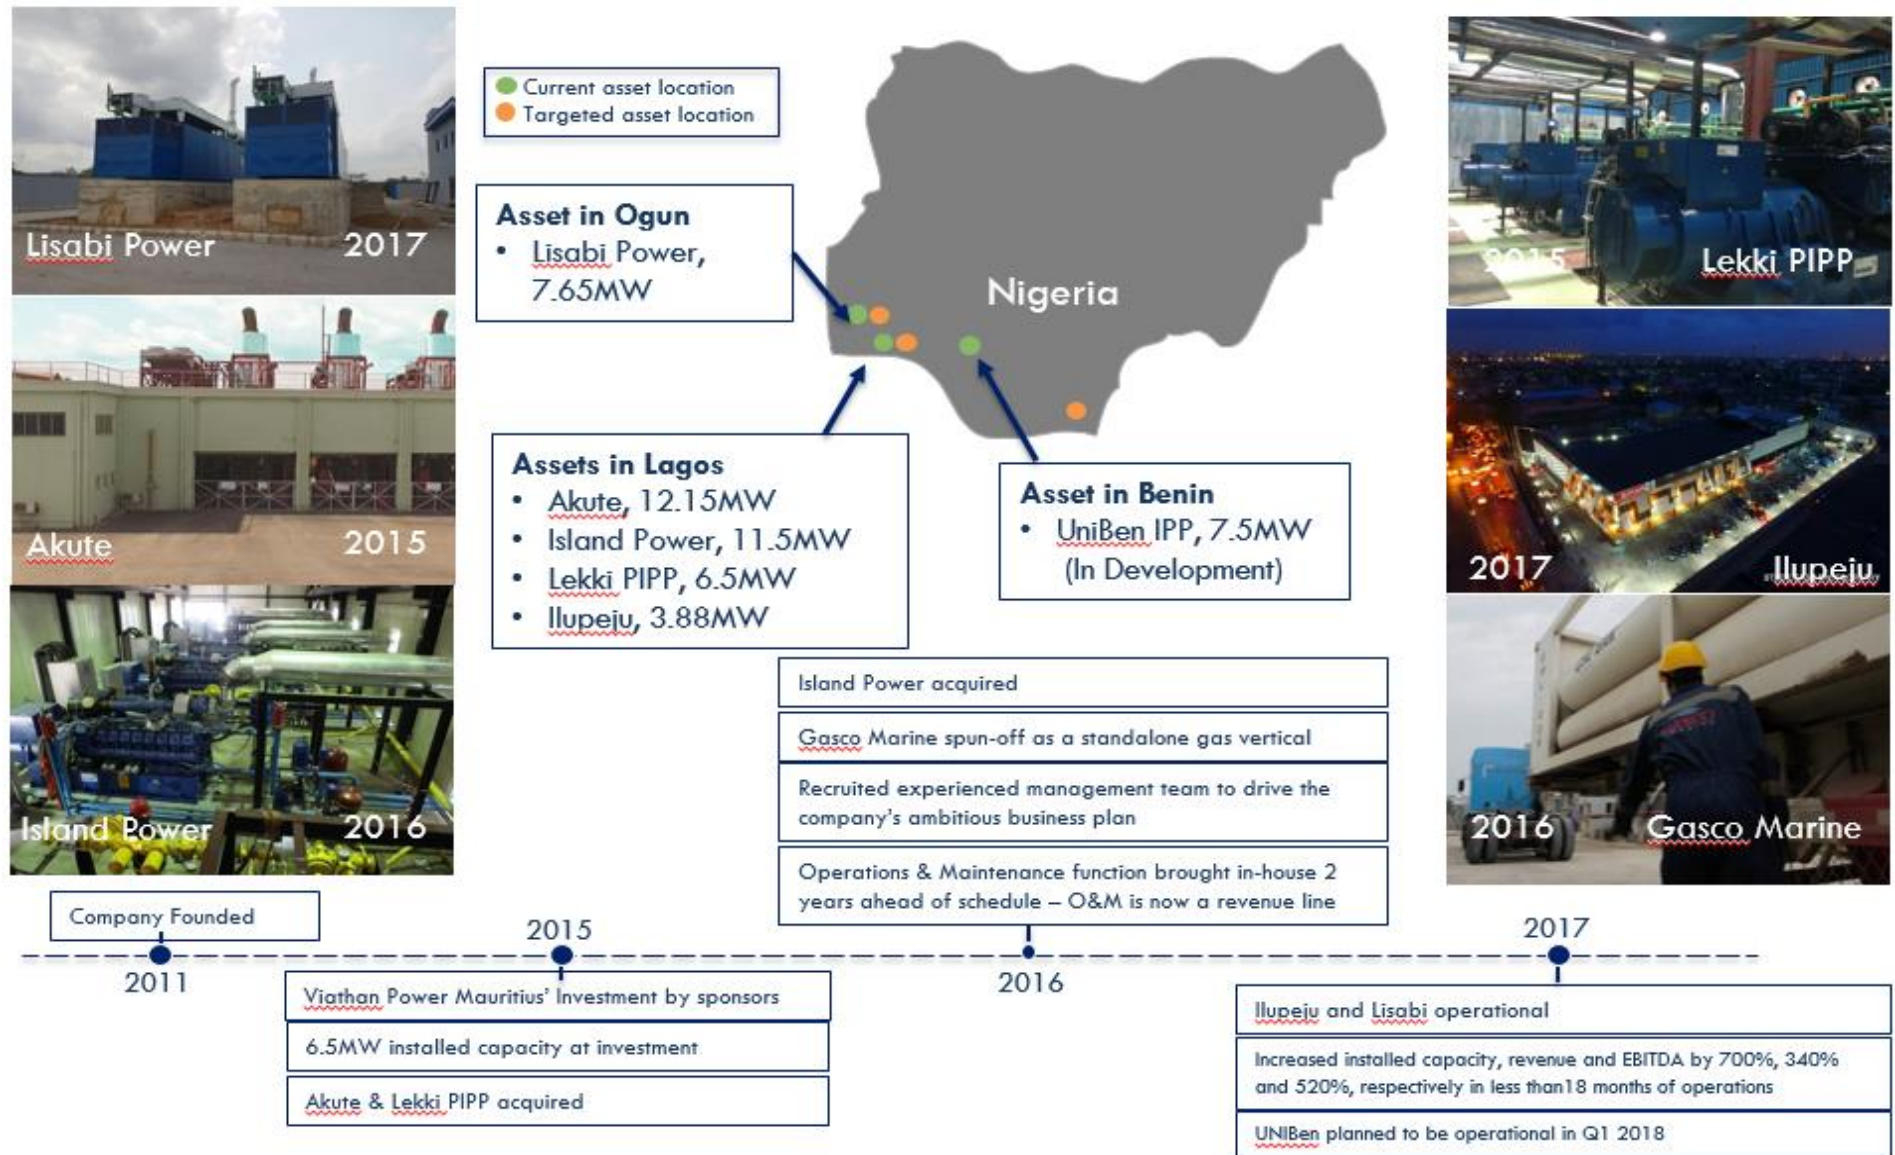 Lisabi Power 2017
Akute 2015
Island Power 2016
Current asset location
Targeted asset location
Asset in Ogun
• Lisabi Power,
7.65MW
Nigeria
Assets in Lagos
• Akute, 12.15MW
• Island Power, 11.5MW
• Lekki PIPP, 6.5MW
• Ilupeju, 3.88MW
Asset in Benin
• UniBen IPP, 7.5MW
(In Development)
2015 Lekki PIPP
2017 Ilupeju
2016 Gasco Marine
Island Power acquired
Gasco Marine spun-off as a standalone gas vertical
Recruited experienced management team to drive the
company's ambitious business plan
Operations & Maintenance function brought in-house 2
years ahead of schedule – O&M is now a revenue line
Company Founded
2011
2015
Viathan Power Mauritius' Investment by sponsors
6.5MW installed capacity at investment
Akute & Lekki PIPP acquired
2016
2017
Ilupeju and Lisabi operational
Increased installed capacity, revenue and EBITDA by 700%, 340%
and 520%, respectively in less than18 months of operations
UNIBen planned to be operational in Q1 2018